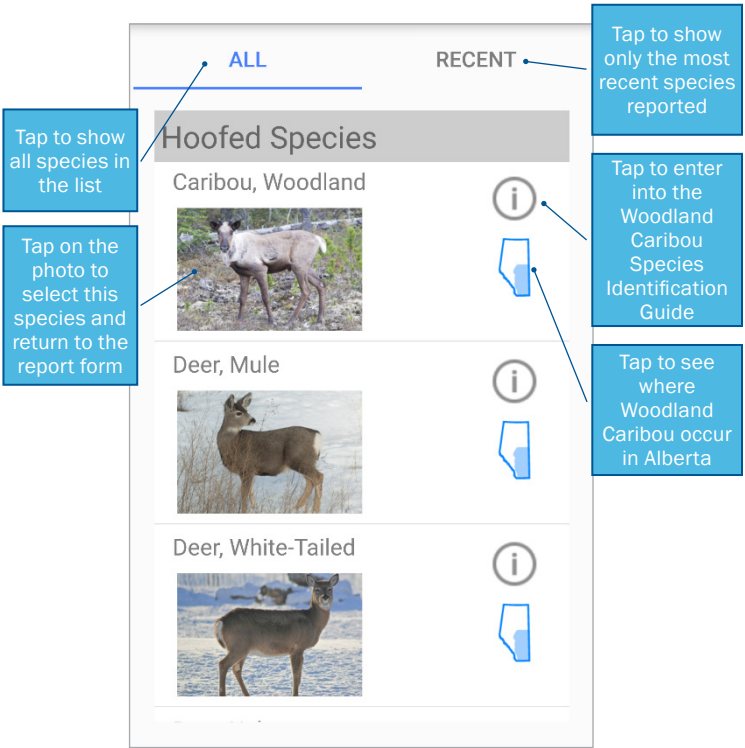 ALL
RECENT
Tap to show
only the most
recent species
reported
Tap to show
all species in
the list
Hoofed Species
Caribou, Woodland
Tap to enter
into the
Woodland
Caribou
Species
Identification
Guide
Tap on the
photo to
select this
species and
return to the
report form
Deer, Mule
Tap to see
where
Woodland
Caribou occur
in Alberta
Deer, White-Tailed